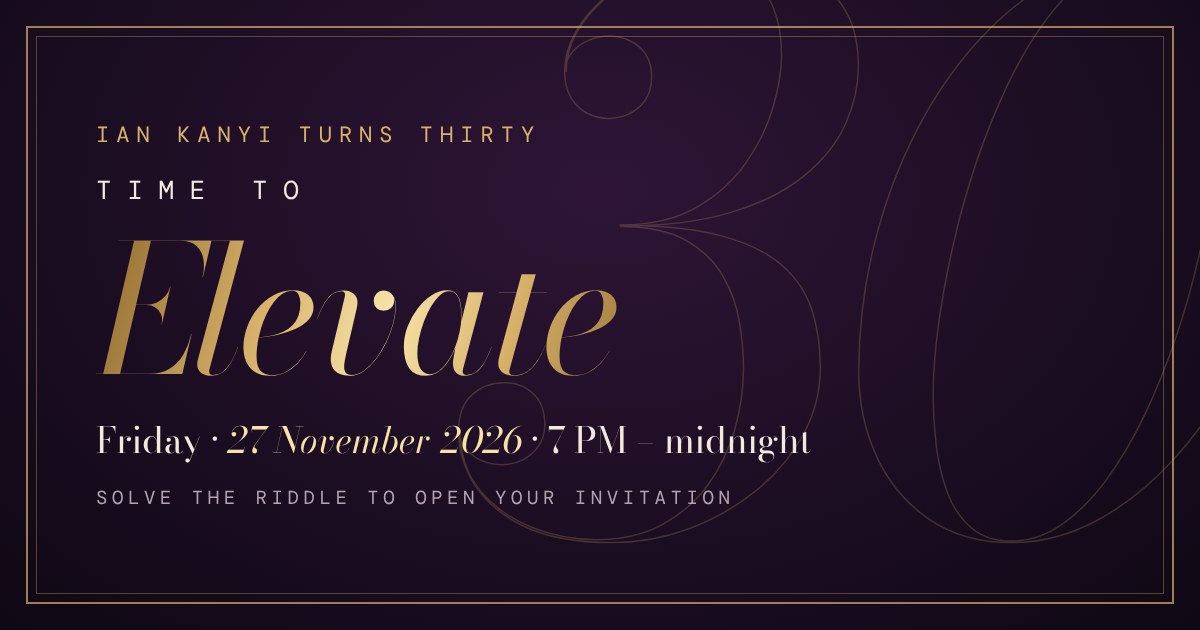 IAN KANYI TURNS THIRTY
TIME TO
Elevate
Friday · 27 November 2026 · 7 PM – midnight
SOLVE THE RIDDLE TO OPEN YOUR INVITATION
30